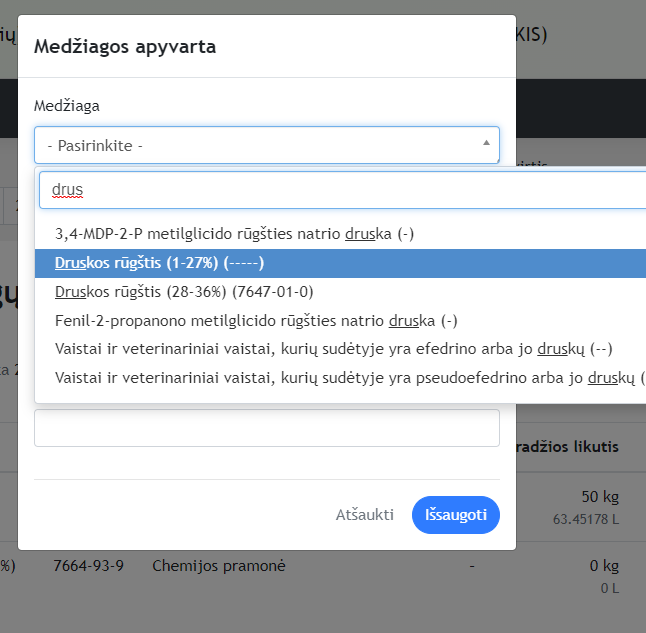 KIS)
Medžiagos apyvarta
Medžiaga
- Pasirinkite -
drus
3,4-MDP-2-P metilglicido rūgšties natrio druska (-)
Druskos rūgštis (1-27%) (-----)
Druskos rūgštis (28-36%) (7647-01-0)
Fenil-2-propanono metilglicido rūgšties natrio druska (-)
Vaistai ir veterinariniai vaistai, kurių sudėtyje yra efedrino arba jo druskų (--)
Vaistai ir veterinariniai vaistai, kurių sudėtyje yra pseudoefedrino arba jo druskų (
radžios likutis
50 kg
Atšaukti Išsaugoti
63.45178 L
%) 7664-93-9 Chemijos pramonė - 0 kg
0 L